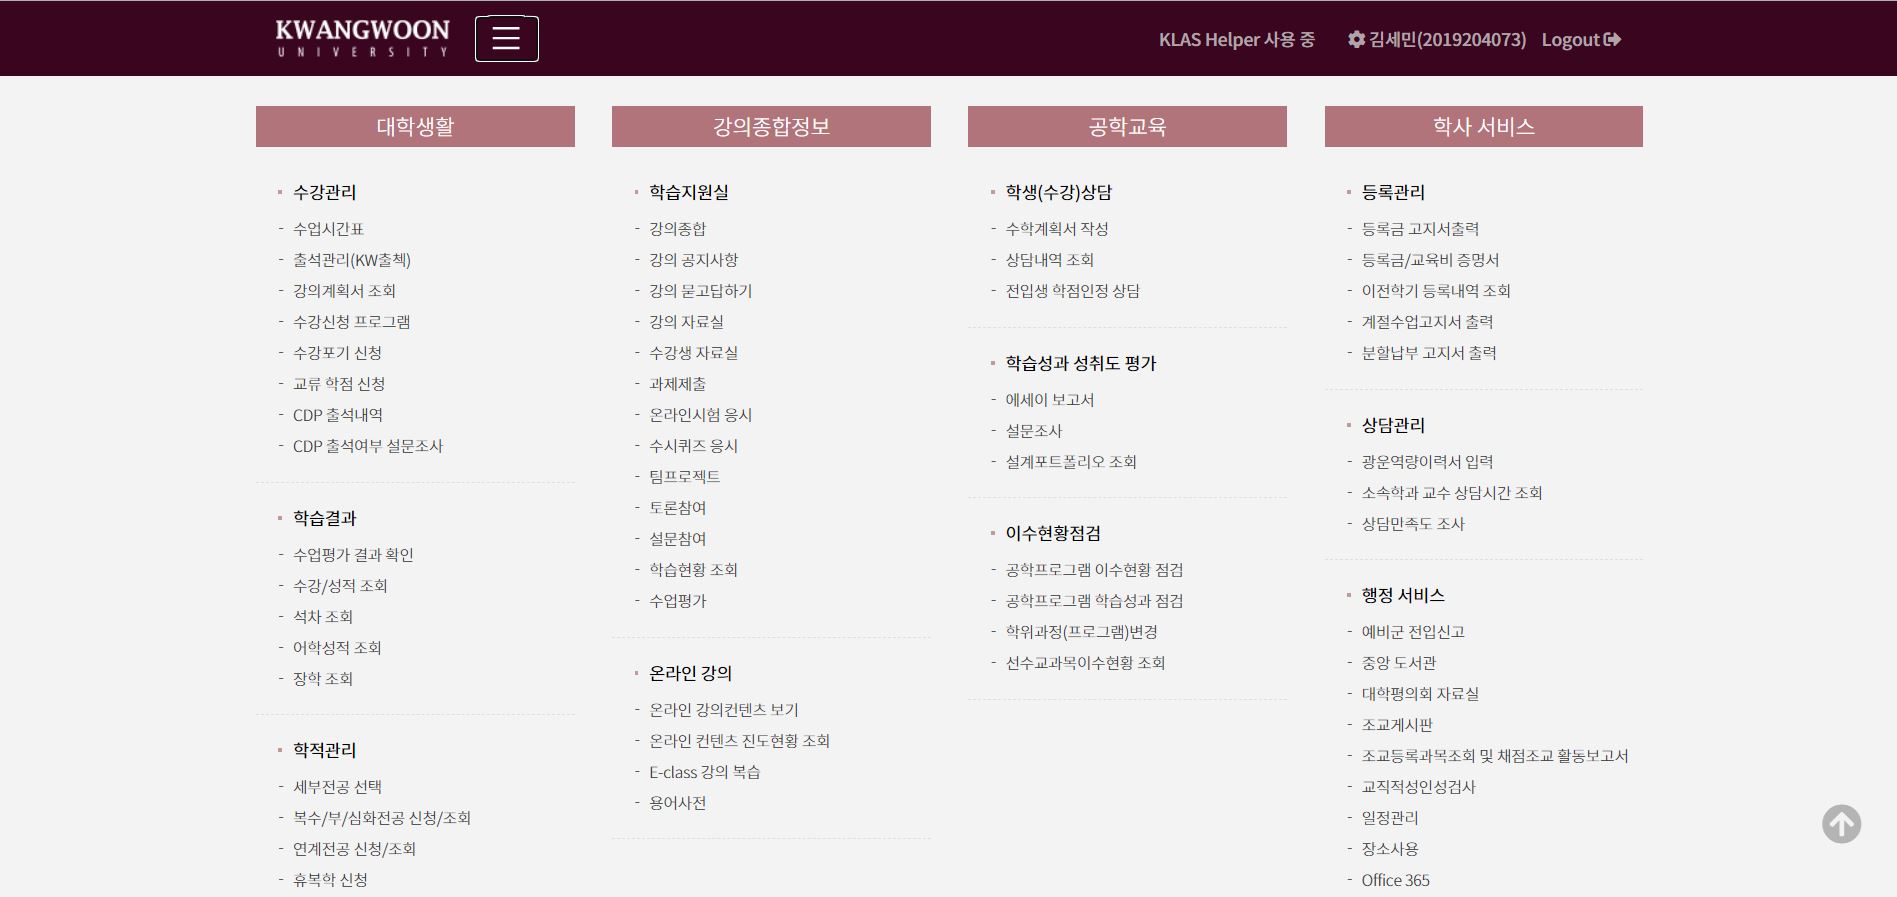 KWANGWOON
UNIVERSITY
KLAS Helper 사용 중
김세민(2019204073)
Logout
대학생활
수강관리
- 수업시간표
- 출석관리(KW출첵)
- 강의계획서 조회
- 수강신청 프로그램
- 수강포기 신청
- 교류 학점 신청
- CDP 출석내역
- CDP 출석여부 설문조사
학습결과
- 수업평가 결과 확인
- 수강/성적 조회
- 석차 조회
- 어학성적 조회
- 장학 조회
학적관리
- 세부전공 선택
- 복수/부/심화전공 신청/조회
- 연계전공 신청/조회
- 휴복학 신청
강의종합정보
학습지원실
- 강의종합
- 강의 공지사항
- 강의 묻고답하기
- 강의 자료실
- 수강생 자료실
- 과제제출
- 온라인시험 응시
- 수시퀴즈 응시
- 팀프로젝트
- 토론참여
- 설문참여
- 학습현황 조회
- 수업평가
온라인 강의
- 온라인 강의컨텐츠 보기
- 온라인 컨텐츠 진도현황 조회
- E-class 강의 복습
- 용어사전
공학교육
학생(수강)상담
- 수학계획서 작성
- 상담내역 조회
- 전입생 학점인정 상담
학습성과 성취도 평가
- 에세이 보고서
- 설문조사
- 설계포트폴리오 조회
이수현황점검
- 공학프로그램 이수현황 점검
- 공학프로그램 학습성과 점검
- 학위과정(프로그램)변경
- 선수교과목이수현황 조회
학사 서비스
등록관리
- 등록금 고지서출력
- 등록금/교육비 증명서
- 이전학기 등록내역 조회
- 계절수업고지서 출력
- 분할납부 고지서 출력
상담관리
- 광운역량이력서 입력
- 소속학과 교수 상담시간 조회
- 상담만족도 조사
행정 서비스
- 예비군 전입신고
- 중앙 도서관
- 대학평의회 자료실
- 조교게시판
- 조교등록과목조회 및 채점조교 활동보고서
- 교직적성인성검사
- 일정관리
- 장소사용
- Office 365